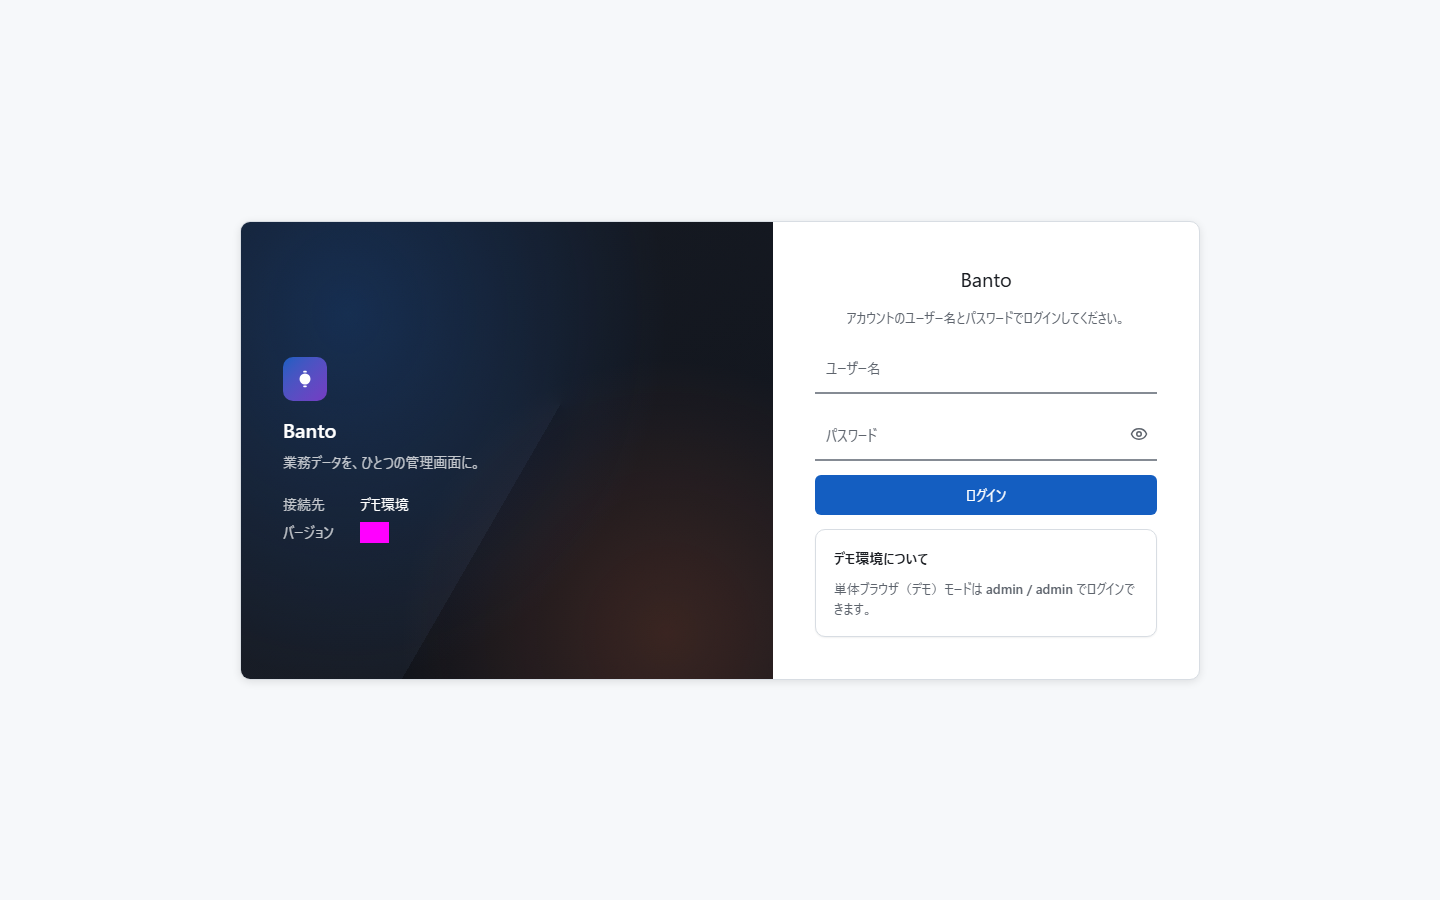 Banto
業務データを、ひとつの管理画面に。
接続先 デモ環境
バージョン
Banto
アカウントのユーザー名とパスワードでログインしてください。
ユーザー名
パスワード
ログイン
デモ環境について
単体ブラウザ（デモ）モードは admin / admin でログインで
きます。